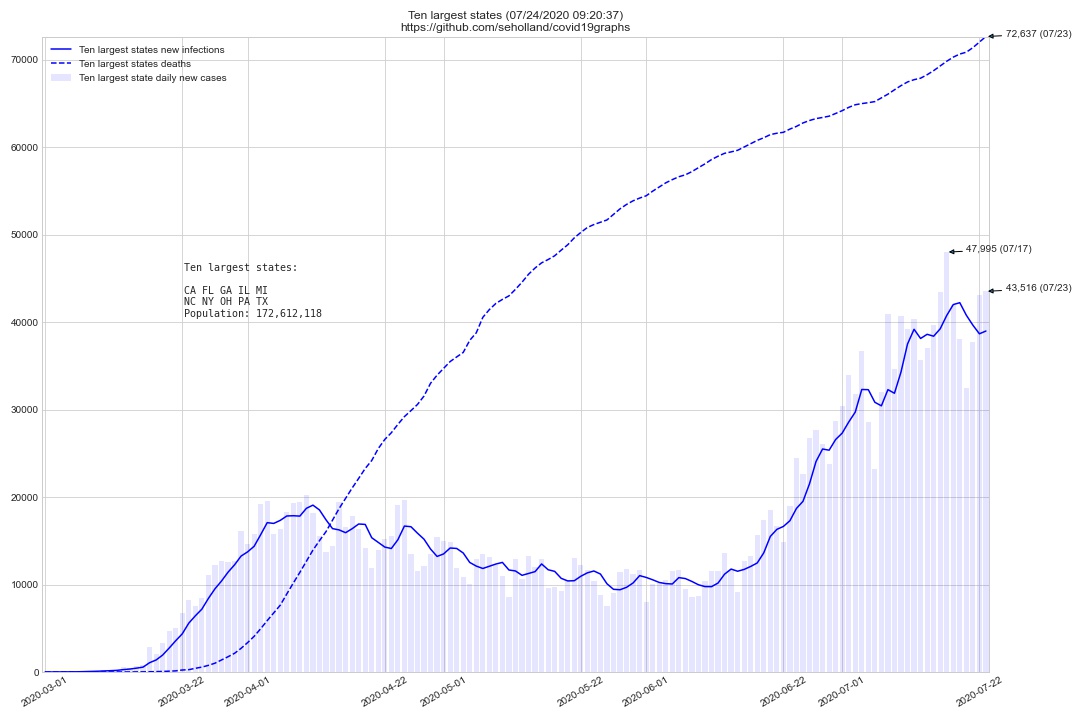 Ten largest states (07/24/2020 09:20:37)
https://github.com/seholland/covid19graphs
72,637 (07/23)
Ten largest states new infections
Ten largest states deaths
Ten largest state daily new cases
70000
60000
50000
47,995 (07/17)
Ten largest states:
CA FL GA IL MI
NC NY OH PA TX
Population: 172,612,118
43,516 (07/23)
40000
30000
20000
10000
0
2020-03-01
2020-03-22
2020-04-01
2020-04-22
2020-05-01
2020-05-22
2020-06-01
2020-06-22
2020-07-01
2020-07-22